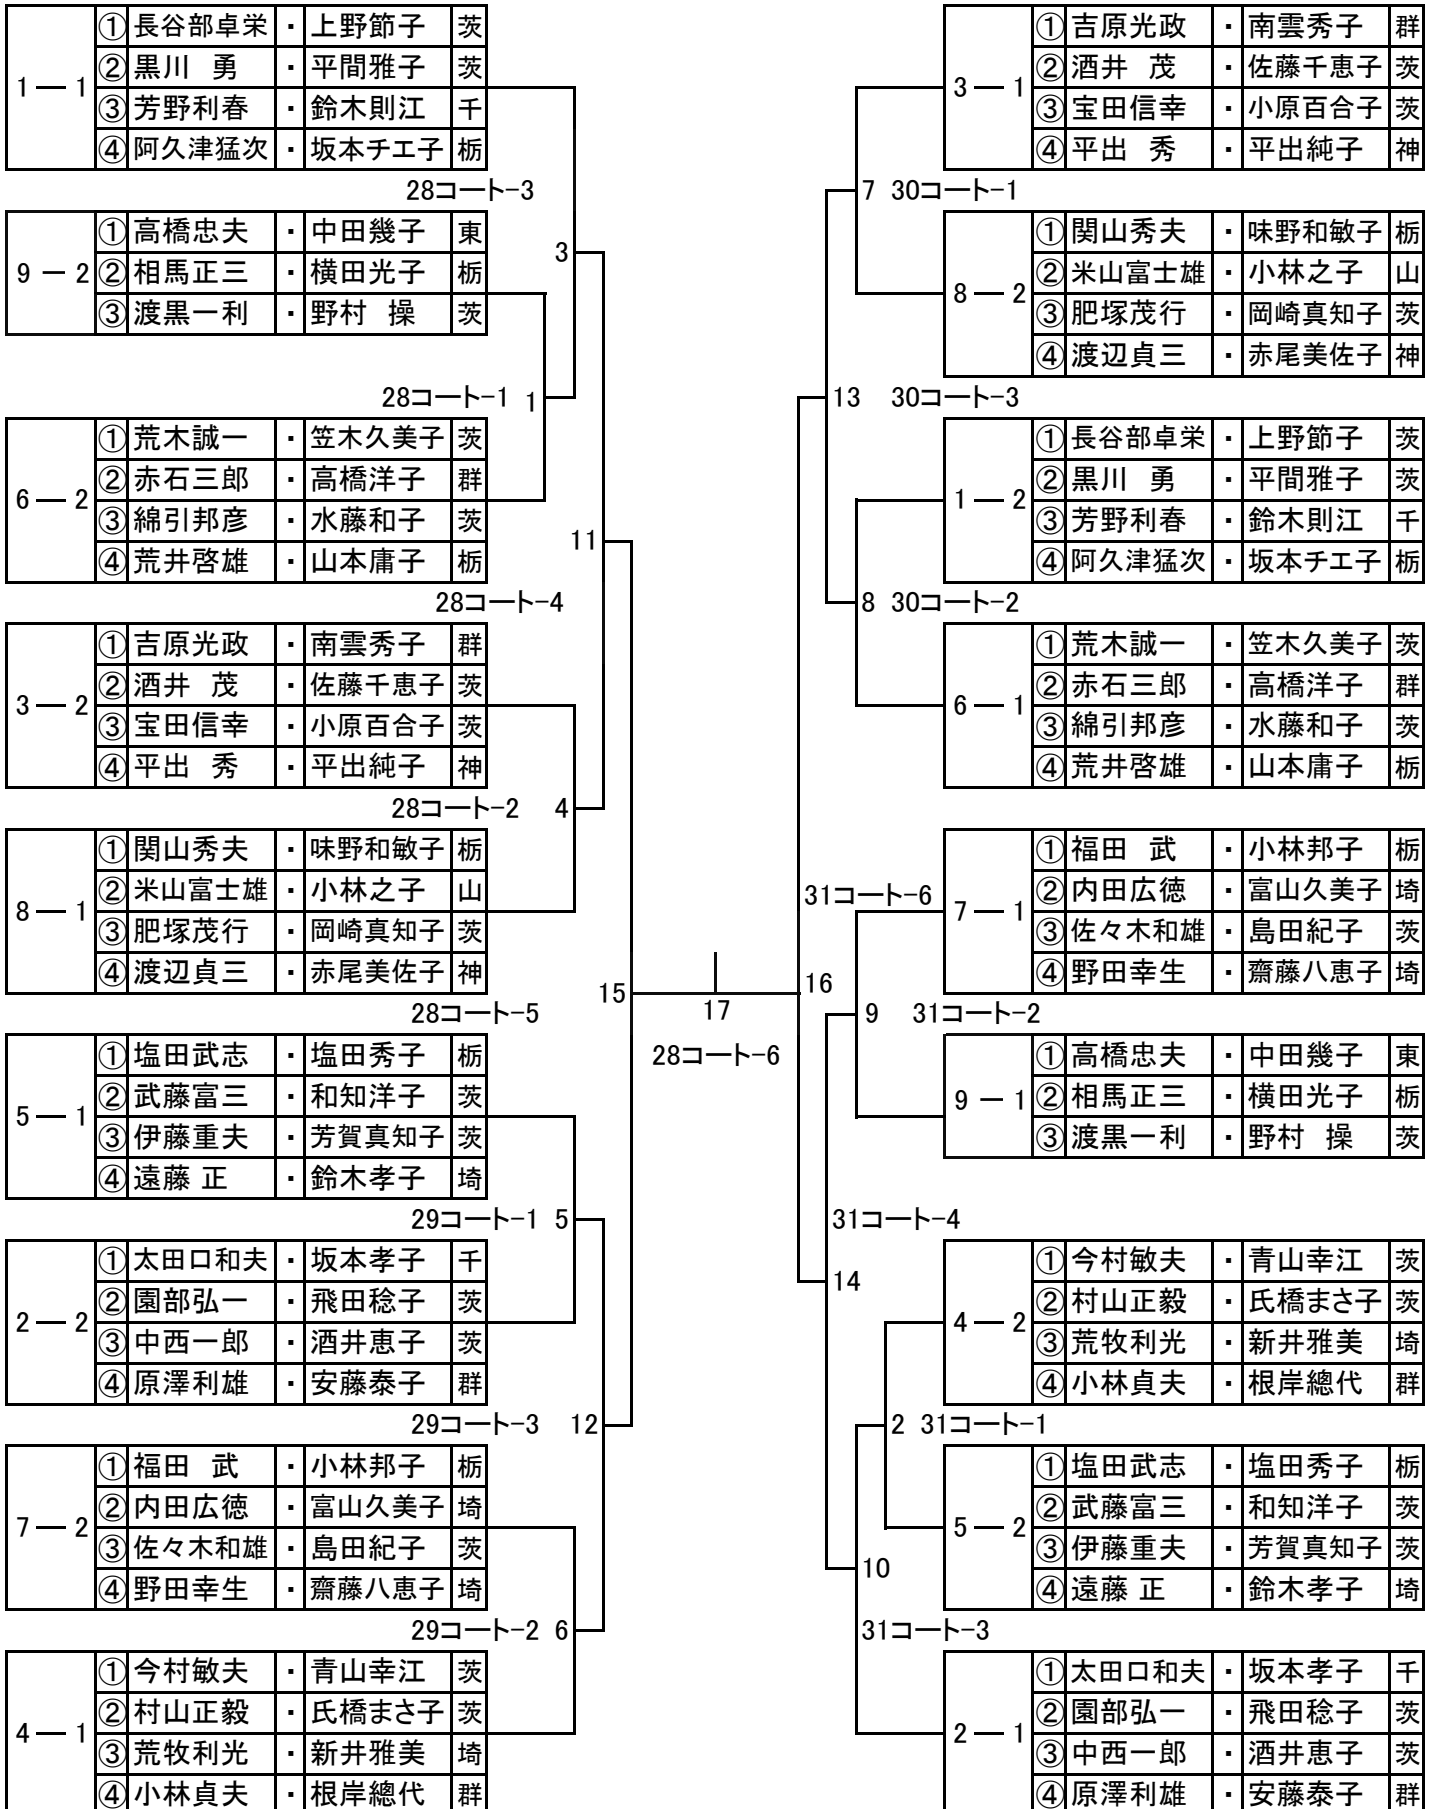 1 ― 1
① 長谷部卓栄 ・ 上野節子 茨
② 黒川 勇 ・ 平間雅子 茨
③ 芳野利春 ・ 鈴木則江 千
④ 阿久津猛次 ・ 坂本チエ子 栃
28コート-3
3
9 ― 2
① 高橋忠夫 ・ 中田幾子 東
② 相馬正三 ・ 横田光子 栃
③ 渡黒一利 ・ 野村 操 茨
28コート-1 1
6 ― 2
① 荒木誠一 ・ 笠木久美子 茨
② 赤石三郎 ・ 高橋洋子 群
③ 綿引邦彦 ・ 水藤和子 茨
④ 荒井啓雄 ・ 山本庸子 栃
11
28コート-4
3 ― 2
① 吉原光政 ・ 南雲秀子 群
② 酒井 茂 ・ 佐藤千恵子 茨
③ 宝田信幸 ・ 小原百合子 茨
④ 平出 秀 ・ 平出純子 神
28コート-2 4
8 ― 1
① 関山秀夫 ・ 味野和敏子 栃
② 米山富士雄 ・ 小林之子 山
③ 肥塚茂行 ・ 岡崎真知子 茨
④ 渡辺貞三 ・ 赤尾美佐子 神
15
28コート-5
5 ― 1
① 塩田武志 ・ 塩田秀子 栃
② 武藤富三 ・ 和知洋子 茨
③ 伊藤重夫 ・ 芳賀真知子 茨
④ 遠藤 正 ・ 鈴木孝子 埼
29コート-1 5
2 ― 2
① 太田口和夫 ・ 坂本孝子 千
② 園部弘一 ・ 飛田稔子 茨
③ 中西一郎 ・ 酒井恵子 茨
④ 原澤利雄 ・ 安藤泰子 群
29コート-3 12
7 ― 2
① 福田 武 ・ 小林邦子 栃
② 内田広徳 ・ 富山久美子 埼
③ 佐々木和雄 ・ 島田紀子 茨
④ 野田幸生 ・ 齋藤八恵子 埼
29コート-2 6
4 ― 1
① 今村敏夫 ・ 青山幸江 茨
② 村山正毅 ・ 氏橋まさ子 茨
③ 荒牧利光 ・ 新井雅美 埼
④ 小林貞夫 ・ 根岸總代 群
17
28コート-6
3 ― 1
① 吉原光政 ・ 南雲秀子 群
② 酒井 茂 ・ 佐藤千恵子 茨
③ 宝田信幸 ・ 小原百合子 茨
④ 平出 秀 ・ 平出純子 神
7 30コート-1
8 ― 2
① 関山秀夫 ・ 味野和敏子 栃
② 米山富士雄 ・ 小林之子 山
③ 肥塚茂行 ・ 岡崎真知子 茨
④ 渡辺貞三 ・ 赤尾美佐子 神
13 30コート-3
1 ― 2
① 長谷部卓栄 ・ 上野節子 茨
② 黒川 勇 ・ 平間雅子 茨
③ 芳野利春 ・ 鈴木則江 千
④ 阿久津猛次 ・ 坂本チエ子 栃
8 30コート-2
6 ― 1
① 荒木誠一 ・ 笠木久美子 茨
② 赤石三郎 ・ 高橋洋子 群
③ 綿引邦彦 ・ 水藤和子 茨
④ 荒井啓雄 ・ 山本庸子 栃
31コート-6
7 ― 1
① 福田 武 ・ 小林邦子 栃
② 内田広徳 ・ 富山久美子 埼
③ 佐々木和雄 ・ 島田紀子 茨
④ 野田幸生 ・ 齋藤八恵子 埼
16
9 31コート-2
9 ― 1
① 高橋忠夫 ・ 中田幾子 東
② 相馬正三 ・ 横田光子 栃
③ 渡黒一利 ・ 野村 操 茨
31コート-4
14
4 ― 2
① 今村敏夫 ・ 青山幸江 茨
② 村山正毅 ・ 氏橋まさ子 茨
③ 荒牧利光 ・ 新井雅美 埼
④ 小林貞夫 ・ 根岸總代 群
2 31コート-1
5 ― 2
① 塩田武志 ・ 塩田秀子 栃
② 武藤富三 ・ 和知洋子 茨
③ 伊藤重夫 ・ 芳賀真知子 茨
④ 遠藤 正 ・ 鈴木孝子 埼
10
31コート-3
2 ― 1
① 太田口和夫 ・ 坂本孝子 千
② 園部弘一 ・ 飛田稔子 茨
③ 中西一郎 ・ 酒井恵子 茨
④ 原澤利雄 ・ 安藤泰子 群